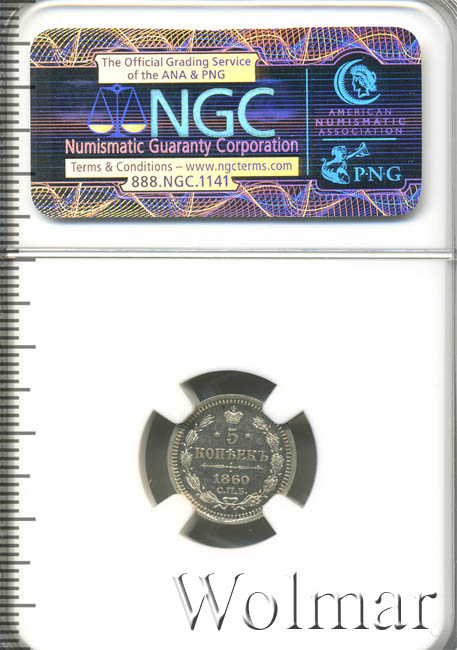 The Official Grading Service
of the ANA & PNG
NGC
Numismatic Guaranty Corporation
Terms & Conditions – www.ngcterms.com
888.NGC.1141
AMERICAN
NUMISMATIC
ASSOCIATION
P·N·G
5
КОПѢЕКЪ
1860
С.П.Б.
Wolmar